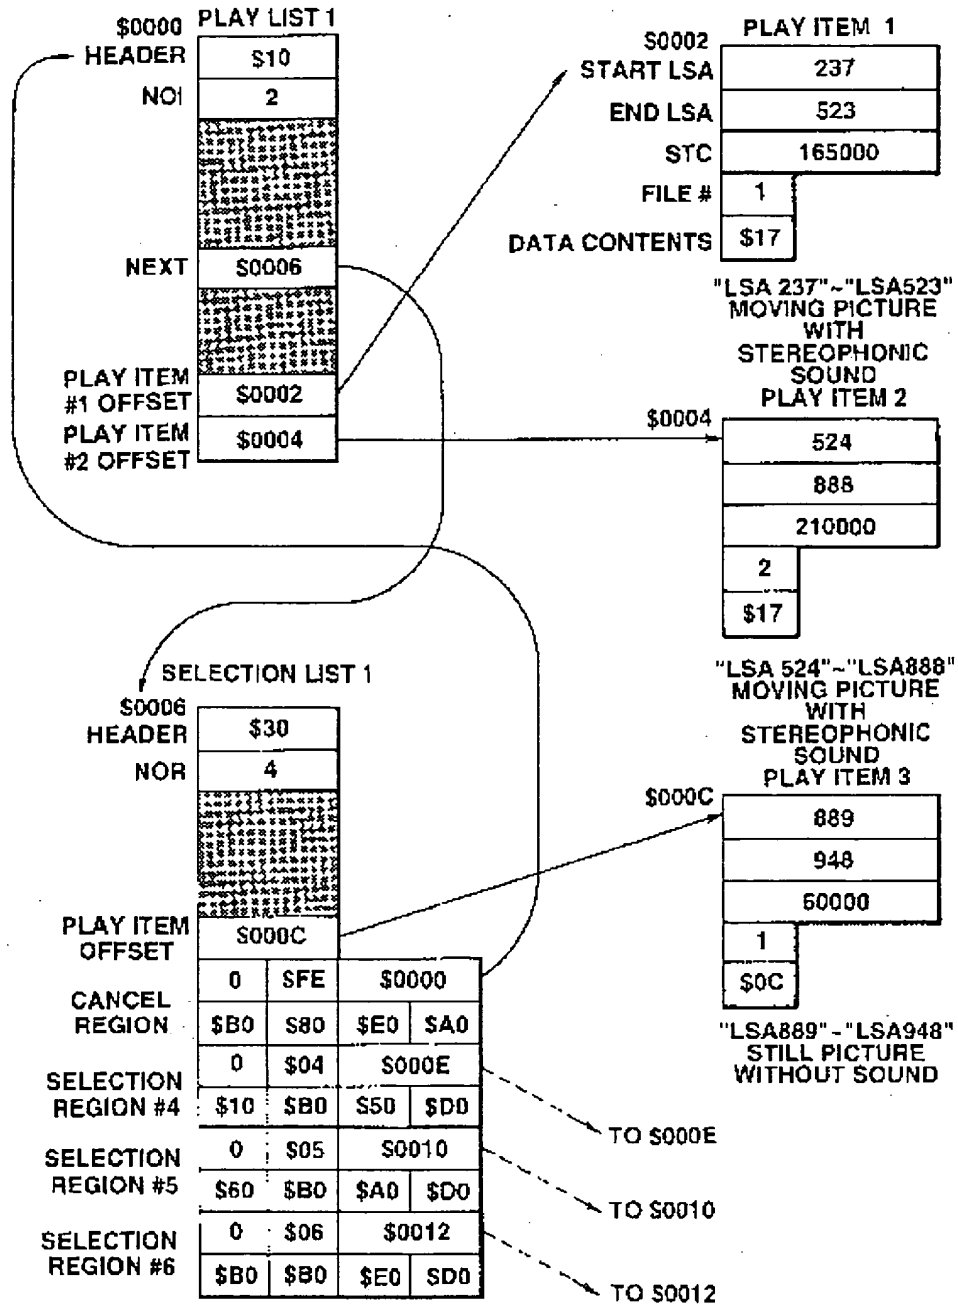 PLAY LIST 1
$0000
HEADER
$10
NOI
2
NEXT
$0006
PLAY ITEM
#1 OFFSET
$0002
PLAY ITEM
#2 OFFSET
$0004
PLAY ITEM 1
$0002
START LSA
237
END LSA
523
STC
165000
FILE #
1
DATA CONTENTS
$17
"LSA 237"~"LSA523"
MOVING PICTURE
WITH
STEREOPHONIC
SOUND
PLAY ITEM 2
$0004
524
888
210000
2
$17
"LSA 524"~"LSA888"
MOVING PICTURE
WITH
STEREOPHONIC
SOUND
PLAY ITEM 3
$000C
889
948
60000
1
$0C
"LSA889"~"LSA948"
STILL PICTURE
WITHOUT SOUND
SELECTION LIST 1
$0006
HEADER
$30
NOR
4
PLAY ITEM
OFFSET
$000C
CANCEL
REGION
0 $FE $0000
$B0 $80 $E0 $A0
SELECTION
REGION #4
0 $04 $000E
$10 $B0 $50 $D0
TO $000E
SELECTION
REGION #5
0 $05 $0010
$60 $B0 $A0 $D0
TO $0010
SELECTION
REGION #6
0 $06 $0012
$B0 $B0 $E0 $D0
TO $0012